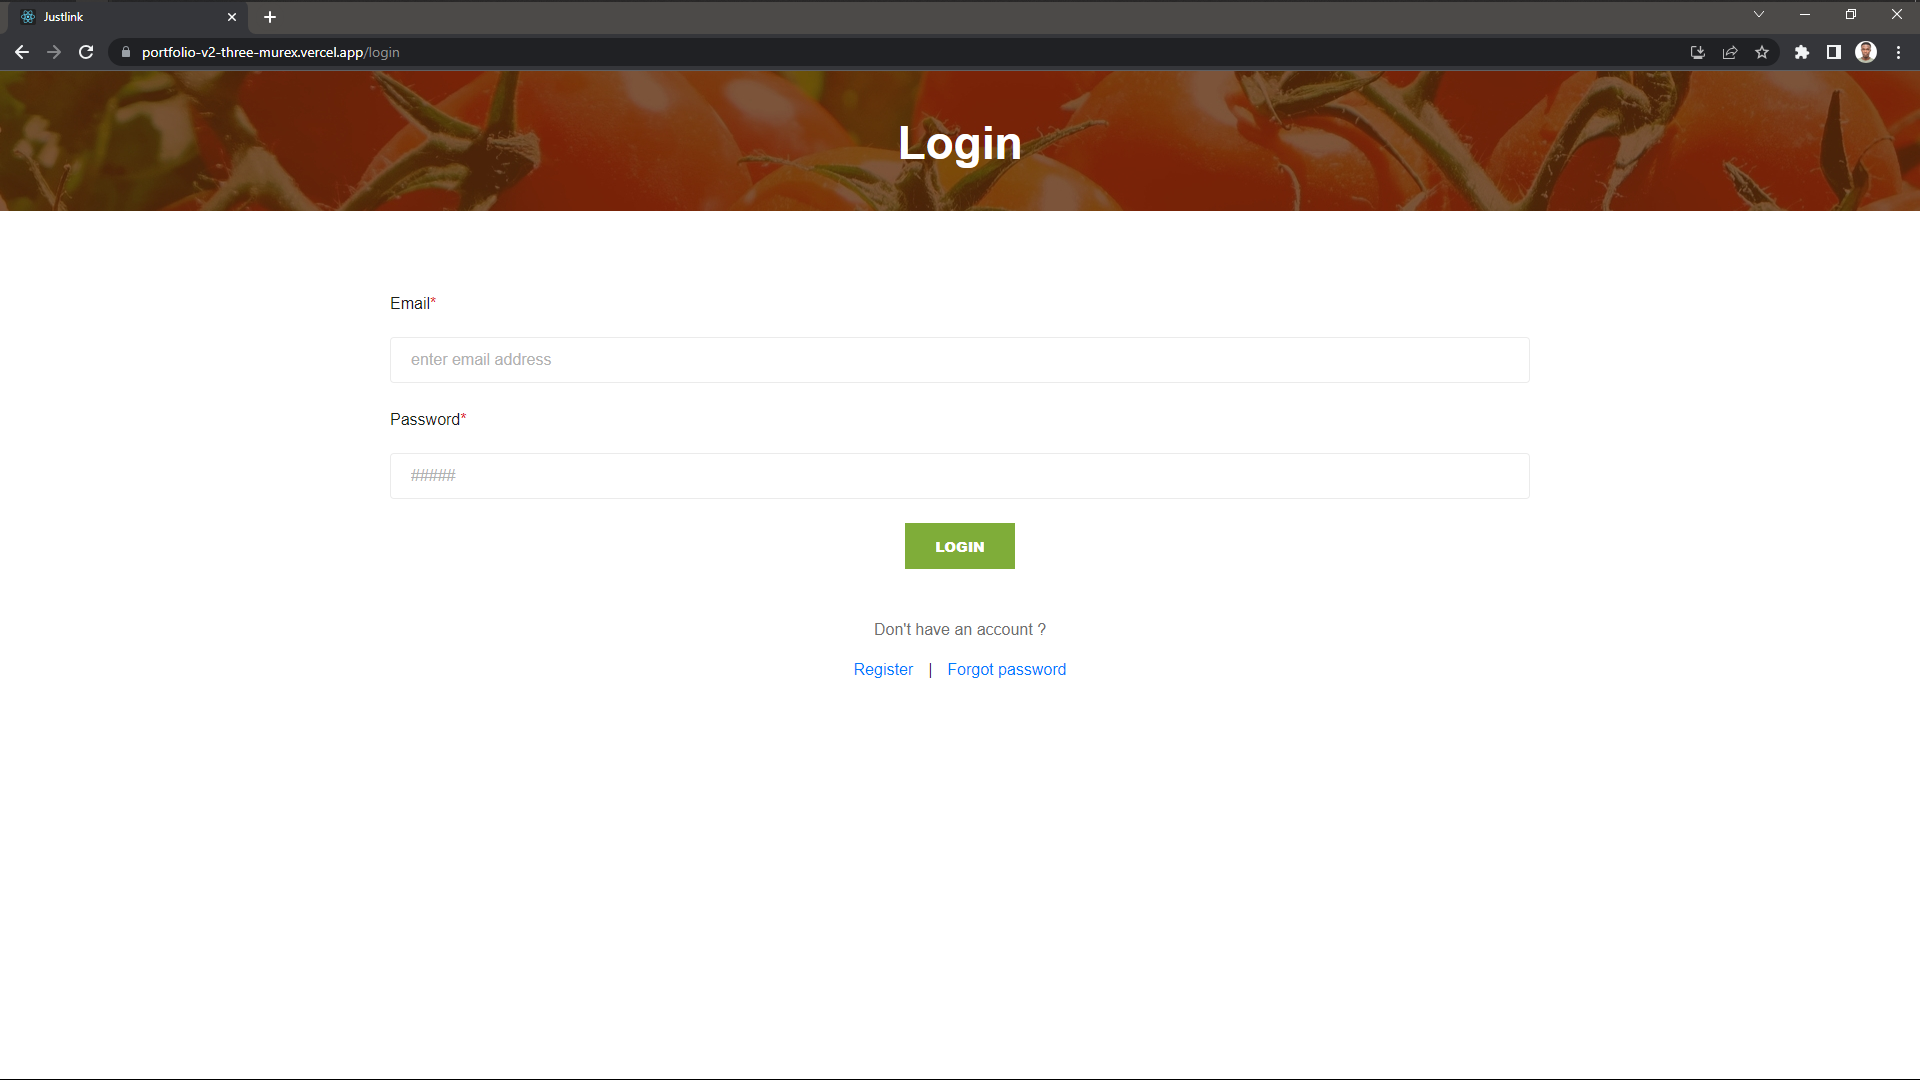 Justlink
portfolio-v2-three-murex.vercel.app/login
Login
Email*
enter email address
Password*
#####
LOGIN
Don't have an account ?
Register | Forgot password